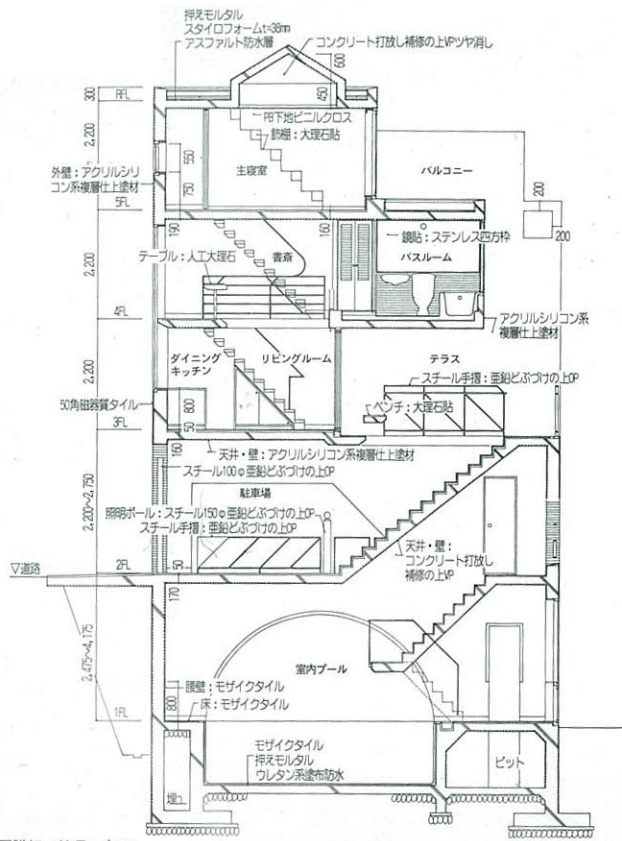 押えモルタル
スタイロフォームt=38mm
アスファルト防水層
コンクリート打放し補修の上VPツヤ消し
600
450
300
RFL
PB下地ビニルクロス
飾棚:大理石貼
2,200
550
750
主寝室
バルコニー
外壁:アクリルシリ
コン系複層仕上塗材
200
200
5FL
190
160
鏡貼:ステンレス四方枠
バスルーム
テーブル:人工大理石
書斎
2,200
4FL
アクリルシリコン系
複層仕上塗材
ダイニング
キッチン
リビングルーム
テラス
2,200
スチール手摺:亜鉛どぶづけの上OP
50角磁器質タイル
800
ベンチ:大理石貼
50
3FL
160
天井・壁:アクリルシリコン系複層仕上塗材
スチール100φ亜鉛どぶづけの上OP
駐車場
2,200~2,750
照明ポール:スチール150φ亜鉛どぶづけの上OP
スチール手摺:亜鉛どぶづけの上OP
天井・壁:
コンクリート打放し
補修の上VP
▽道路
2FL
50
170
2,475~4,175
室内プール
腰壁:モザイクタイル
800
床:モザイクタイル
1FL
モザイクタイル
押えモルタル
ウレタン系塗布防水
ピット